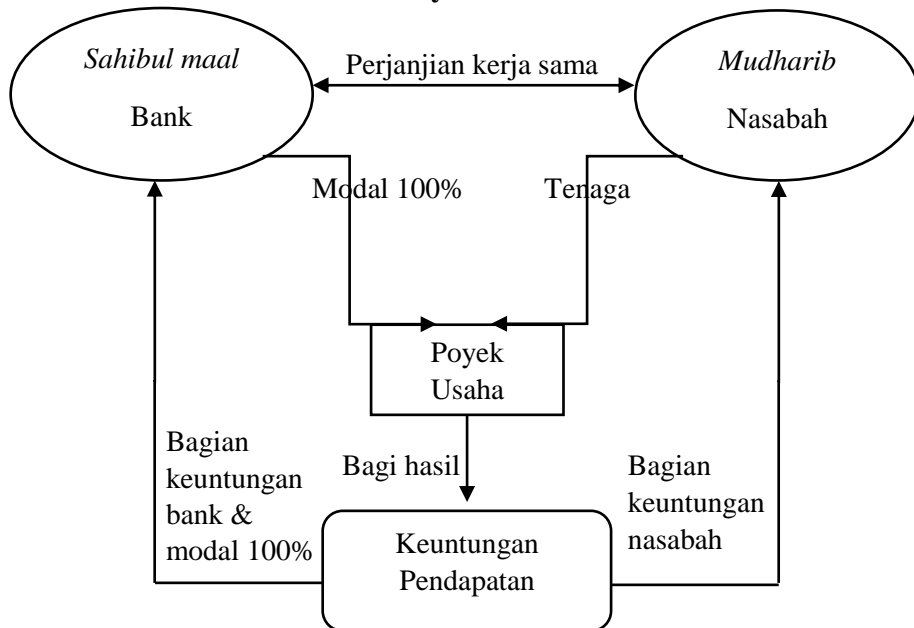 Sahibul maal
Bank
Perjanjian kerja sama
Mudharib
Nasabah
Modal 100%
Tenaga
Poyek
Usaha
Bagi hasil
Bagian
keuntungan
bank &
modal 100%
Bagian
keuntungan
nasabah
Keuntungan
Pendapatan